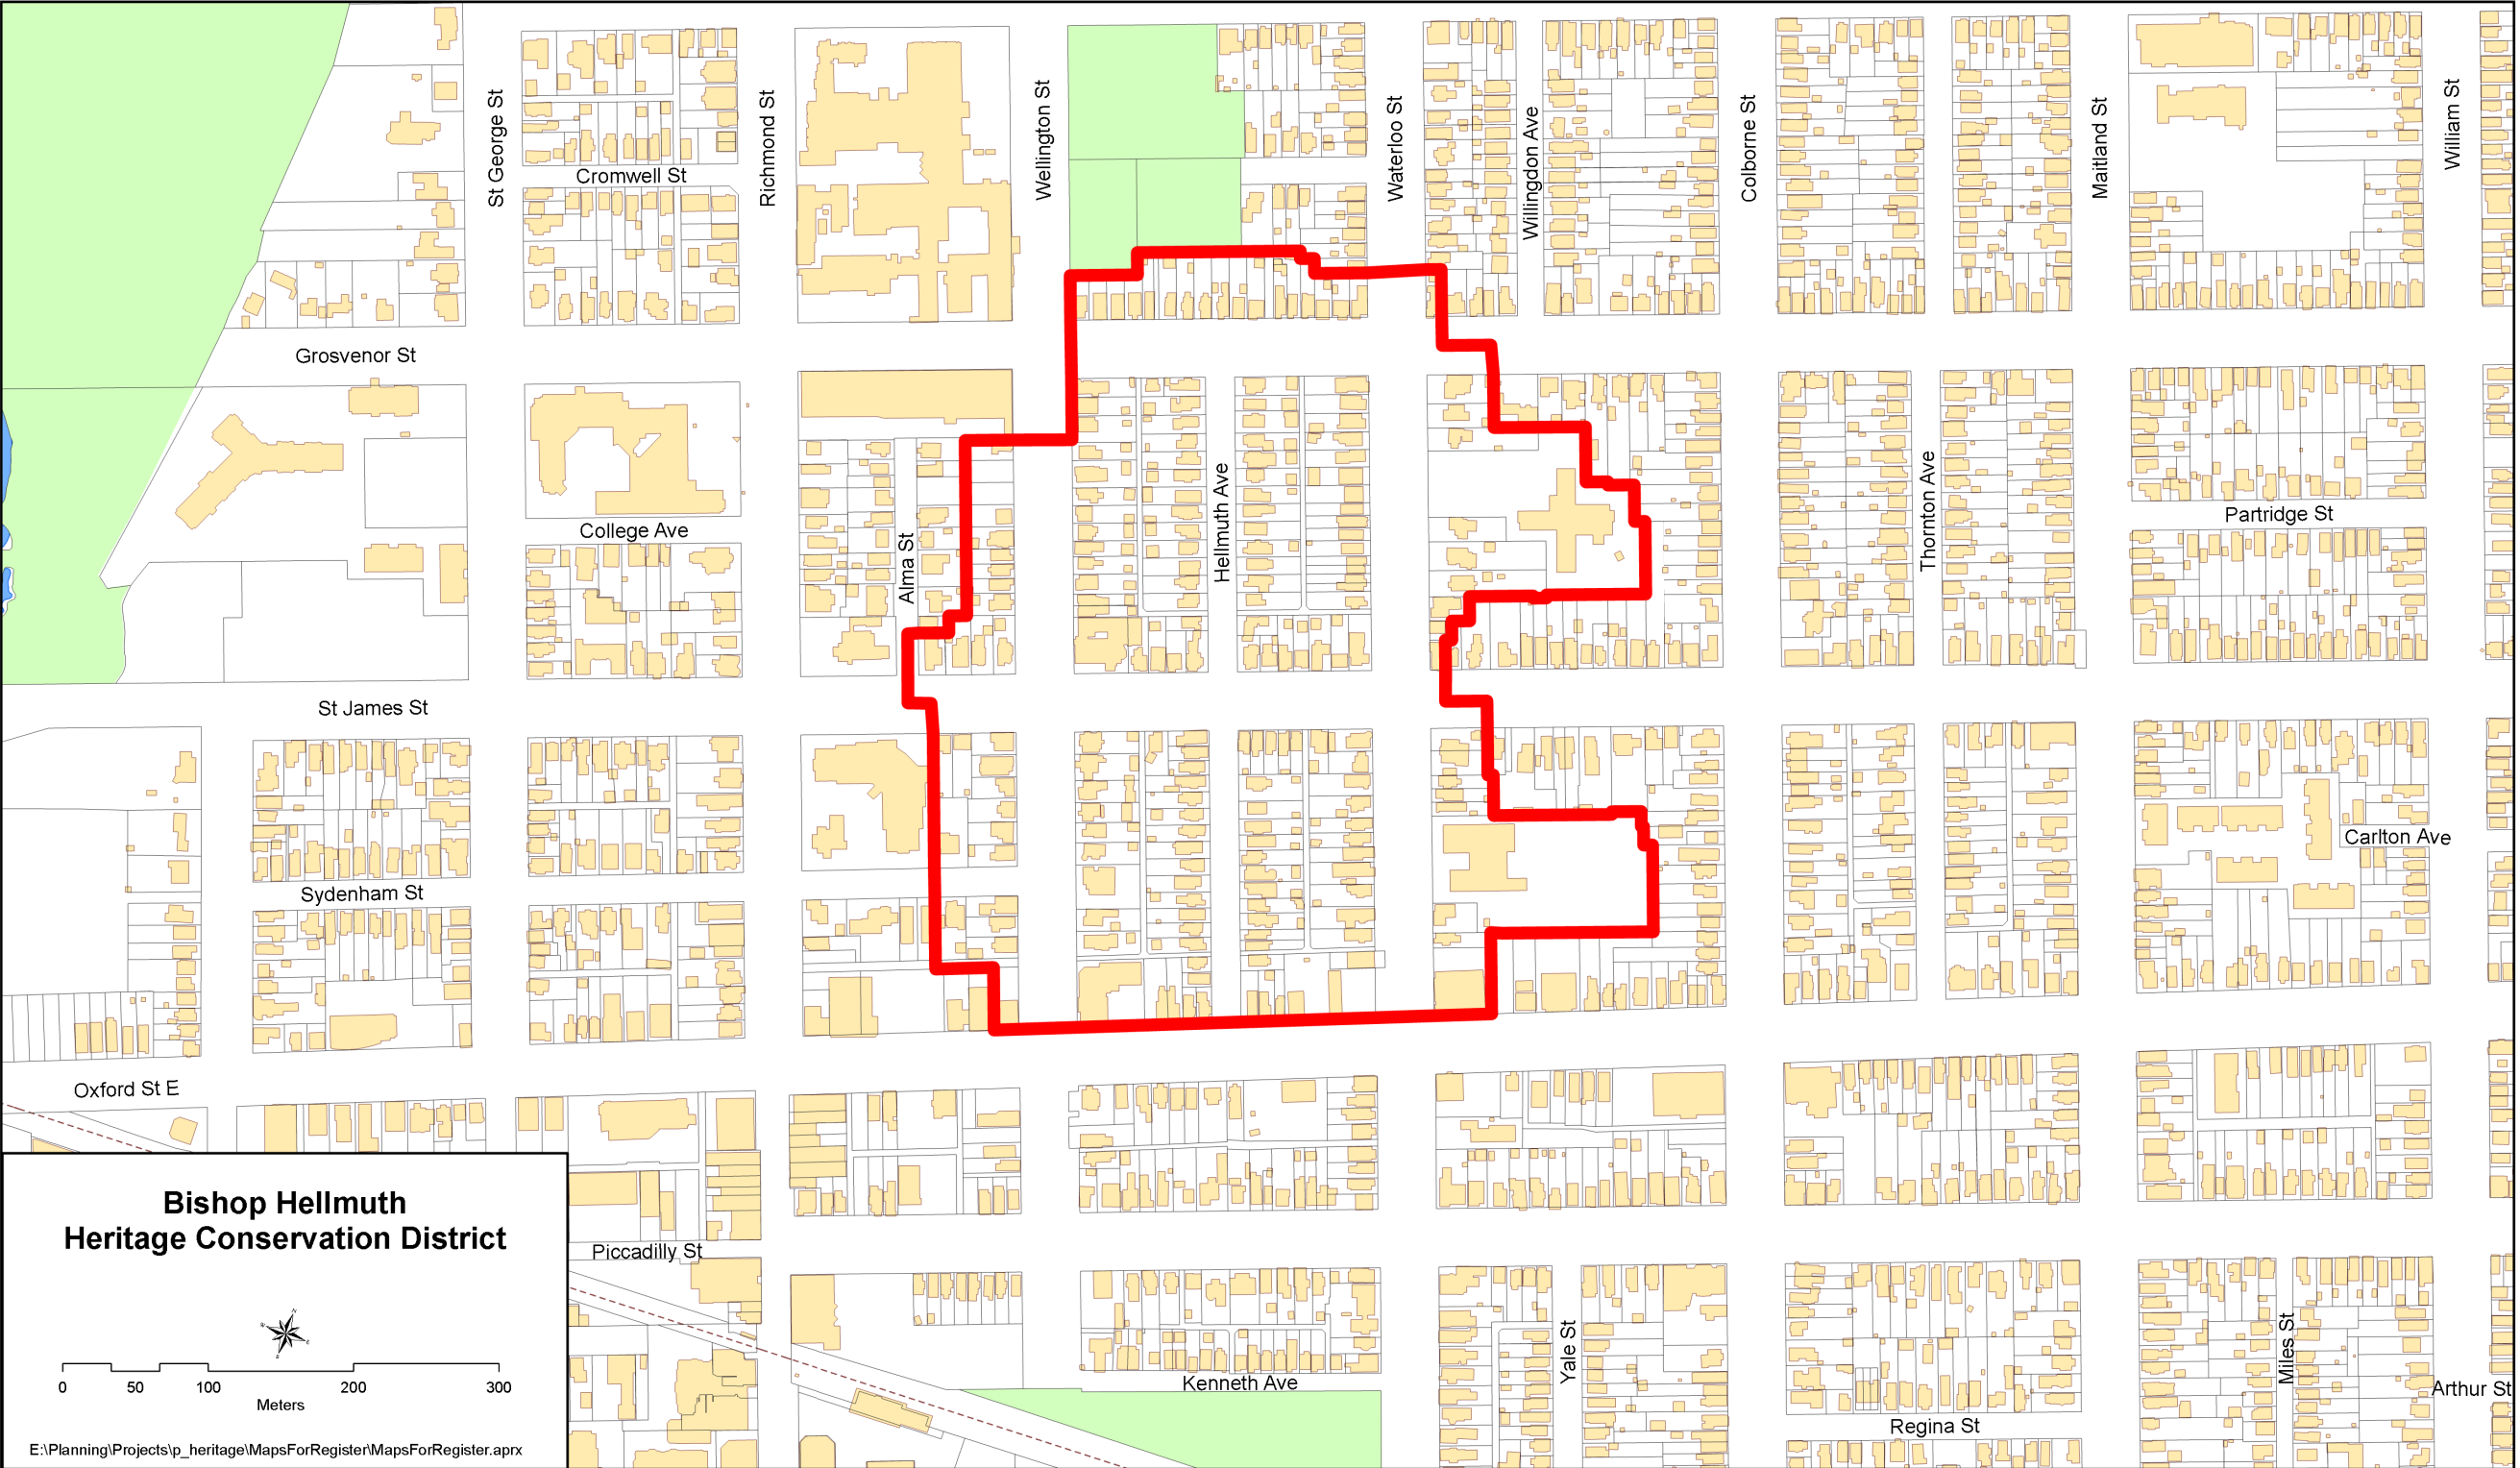 St George St
Richmond St
Wellington St
Waterloo St
Willingdon Ave
Colborne St
Maitland St
William St
Cromwell St
Grosvenor St
College Ave
Alma St
Hellmuth Ave
Thornton Ave
Partridge St
St James St
Carlton Ave
Sydenham St
Oxford St E
Piccadilly St
Kenneth Ave
Yale St
Miles St
Arthur St
Regina St
Bishop Hellmuth
Heritage Conservation District
N
0 50 100 200 300
Meters
E:\Planning\Projects\p_heritage\MapsForRegister\MapsForRegister.aprx